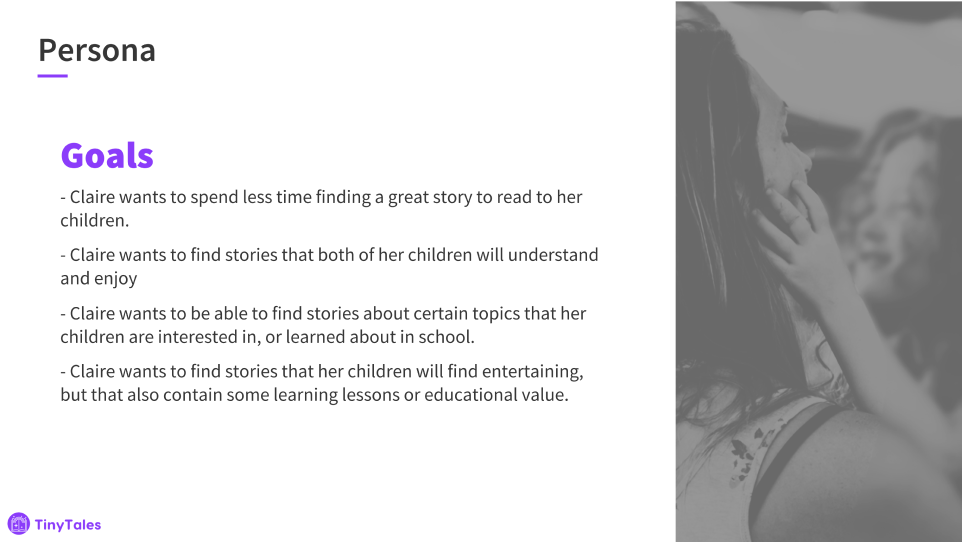 Persona
Goals
- Claire wants to spend less time finding a great story to read to her
children.
- Claire wants to find stories that both of her children will understand
and enjoy
- Claire wants to be able to find stories about certain topics that her
children are interested in, or learned about in school.
- Claire wants to find stories that her children will find entertaining,
but that also contain some learning lessons or educational value.
TinyTales